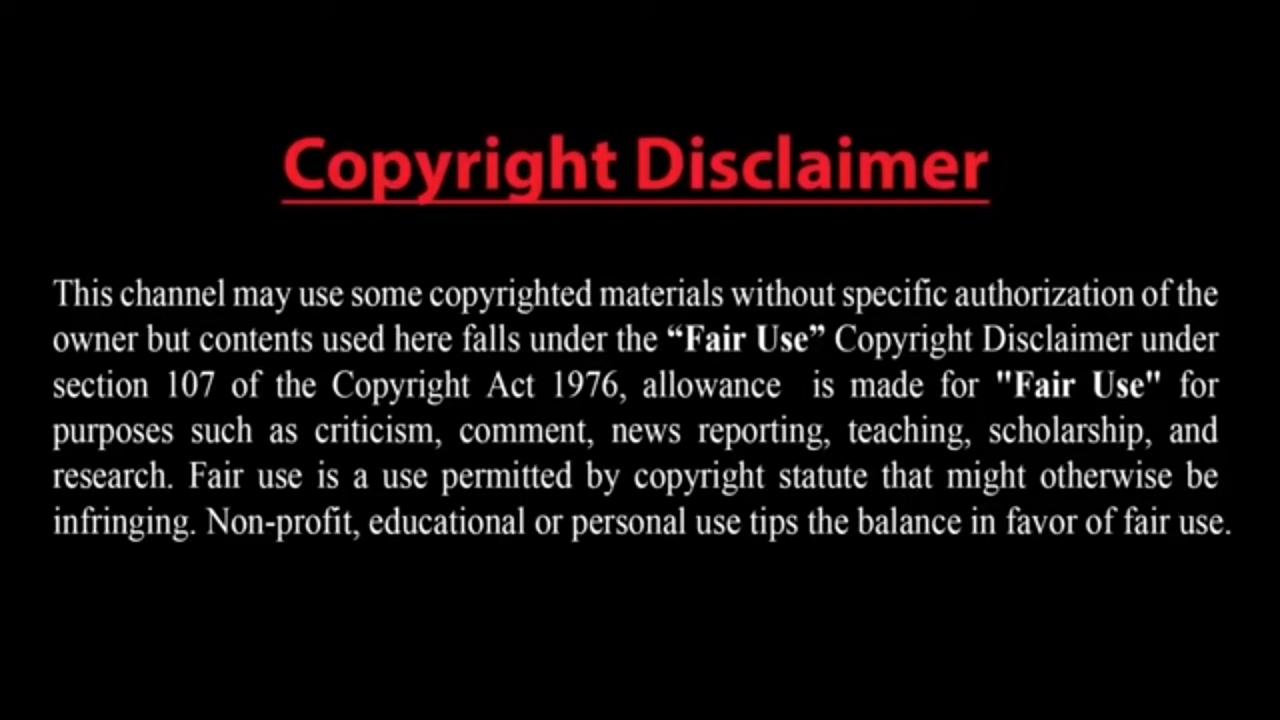 Copyright Disclaimer
This channel may use some copyrighted materials without specific authorization of the
owner but contents used here falls under the “Fair Use” Copyright Disclaimer under
section 107 of the Copyright Act 1976, allowance  is made for "Fair Use" for
purposes such as criticism, comment, news reporting, teaching, scholarship, and
research. Fair use is a use permitted by copyright statute that might otherwise be
infringing. Non-profit, educational or personal use tips the balance in favor of fair use.